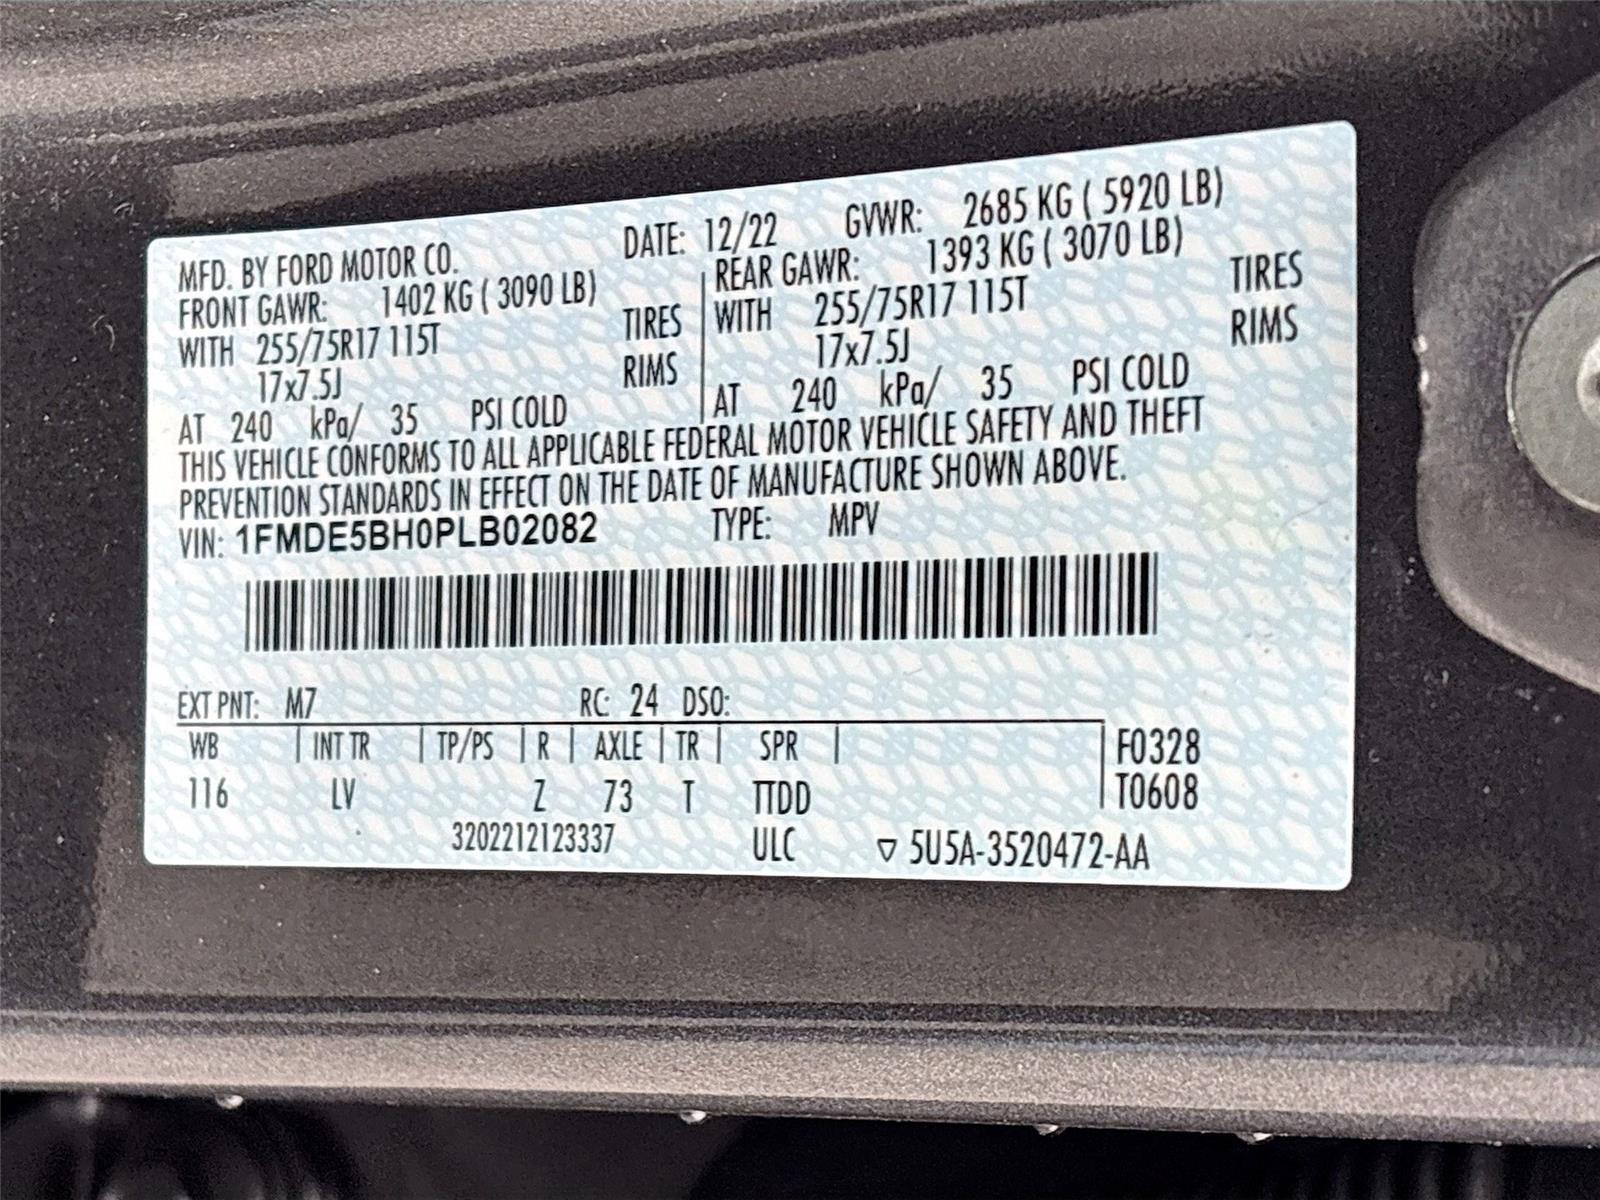 MFD. BY FORD MOTOR CO. DATE: 12/22 GVWR: 2685 KG ( 5920 LB)
FRONT GAWR: 1402 KG ( 3090 LB) REAR GAWR: 1393 KG ( 3070 LB)
WITH 255/75R17 115T TIRES WITH 255/75R17 115T TIRES
17x7.5J RIMS 17x7.5J RIMS
AT 240 kPa/ 35 PSI COLD AT 240 kPa/ 35 PSI COLD
THIS VEHICLE CONFORMS TO ALL APPLICABLE FEDERAL MOTOR VEHICLE SAFETY AND THEFT
PREVENTION STANDARDS IN EFFECT ON THE DATE OF MANUFACTURE SHOWN ABOVE.
VIN: 1FMDE5BH0PLB02082 TYPE: MPV
EXT PNT: M7 RC: 24 DSO:
WB INT TR TP/PS R AXLE TR SPR F0328
116 LV Z 73 T TTDD T0608
3202212123337 ULC ▽ 5U5A-3520472-AA